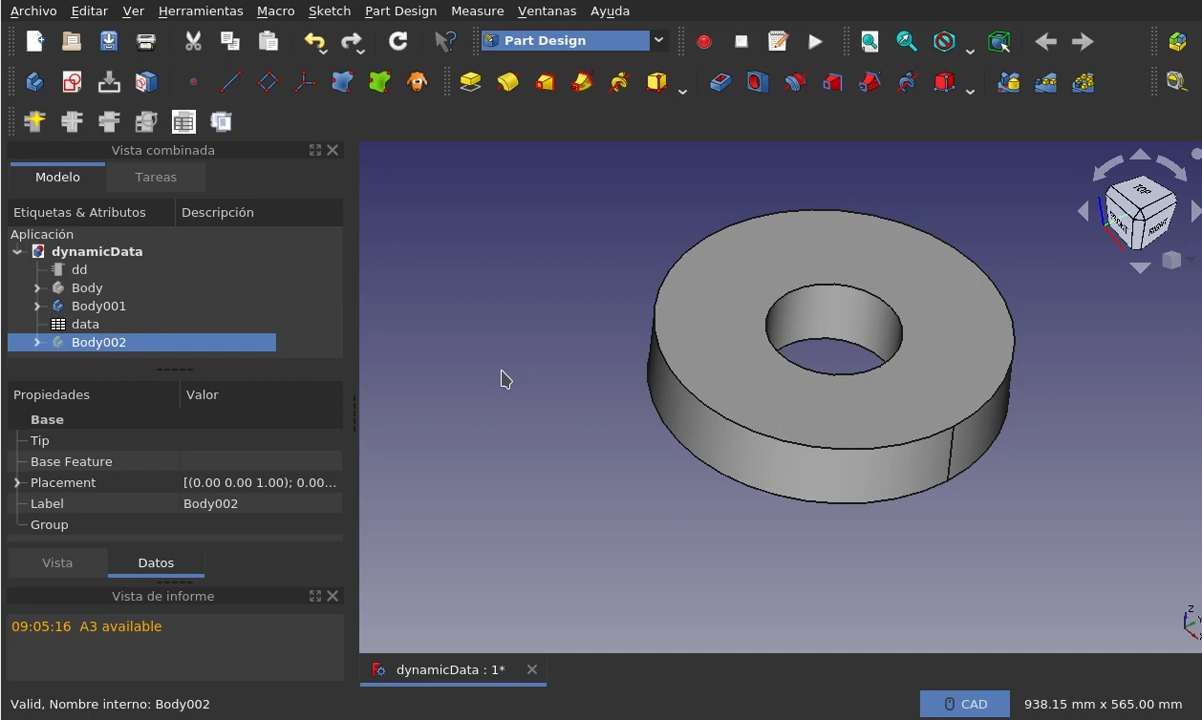 Archivo Editar Ver Herramientas Macro Sketch Part Design Measure Ventanas Ayuda
Part Design
Vista combinada
Modelo Tareas
Etiquetas & Atributos Descripción
Aplicación
dynamicData
dd
Body
Body001
data
Body002
Propiedades Valor
Base
Tip
Base Feature
Placement [(0.00 0.00 1.00); 0.00...
Label Body002
Group
Vista Datos
Vista de informe
09:05:16 A3 available
TOP
RIGHT
Z
dynamicData : 1*
Valid, Nombre interno: Body002
CAD
938.15 mm x 565.00 mm